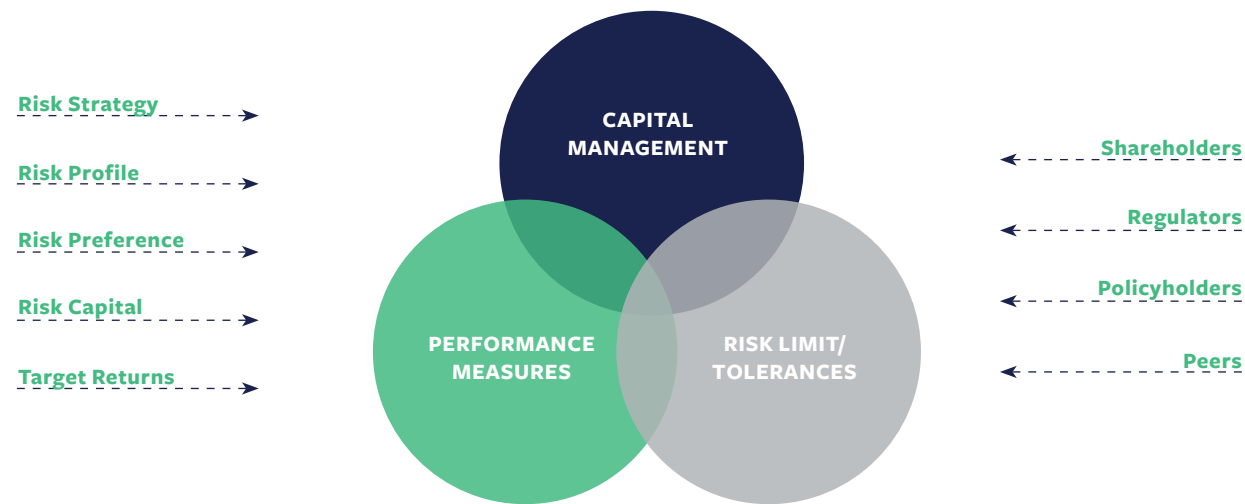 Risk Strategy
Risk Profile
Risk Preference
Risk Capital
Target Returns
CAPITAL
MANAGEMENT
PERFORMANCE
MEASURES
RISK LIMIT/
TOLERANCES
Shareholders
Regulators
Policyholders
Peers